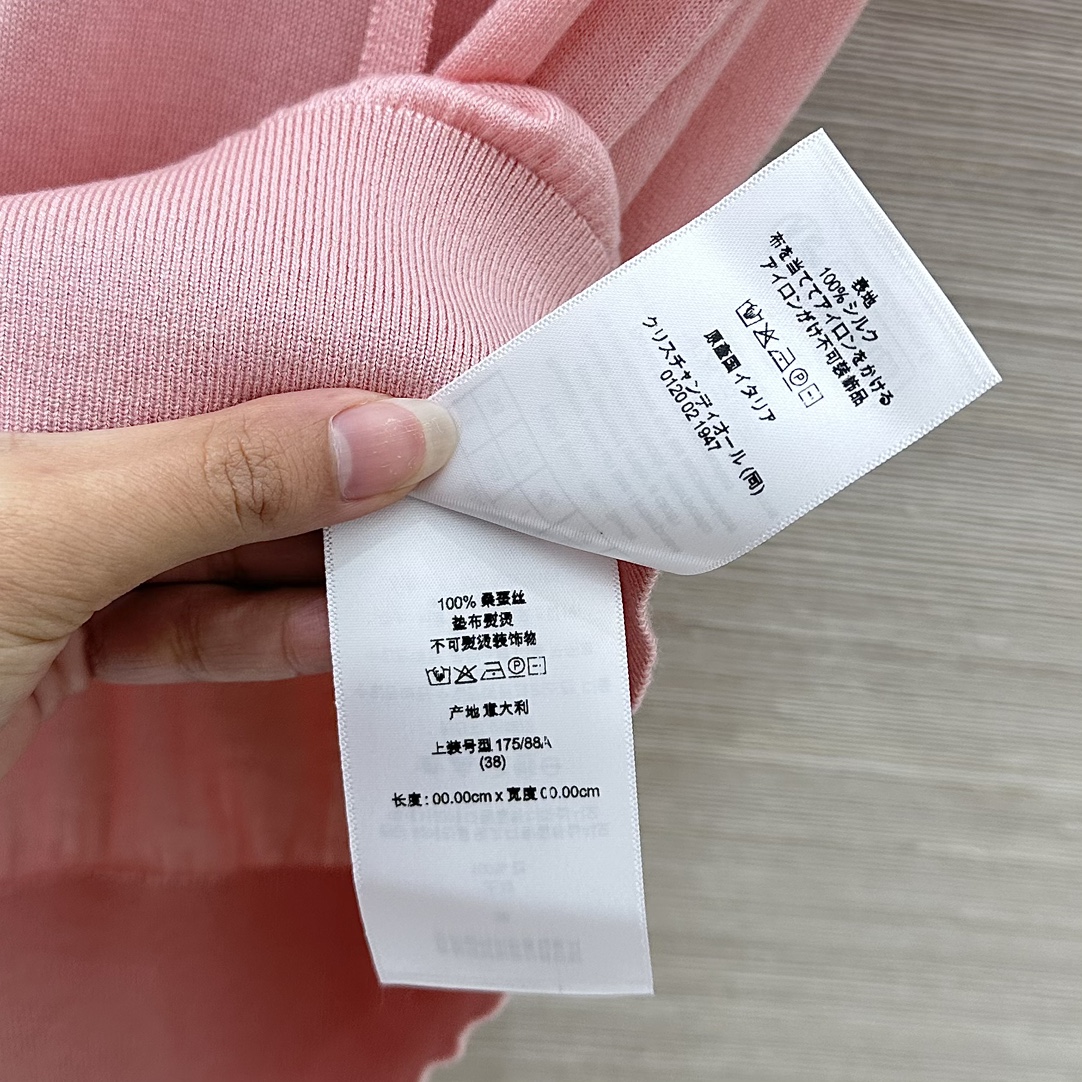 表地
100% シルク
布を当ててアイロンをかける
アイロンがけ不可装飾品
原産国 イタリア
クリスチャンディオール (同)
0120 02 1947
100% 桑蚕丝
垫布熨烫
不可熨烫装饰物
产地 意大利
上装号型 175/88A
(38)
长度 : 00.00cm x 宽度 00.00cm